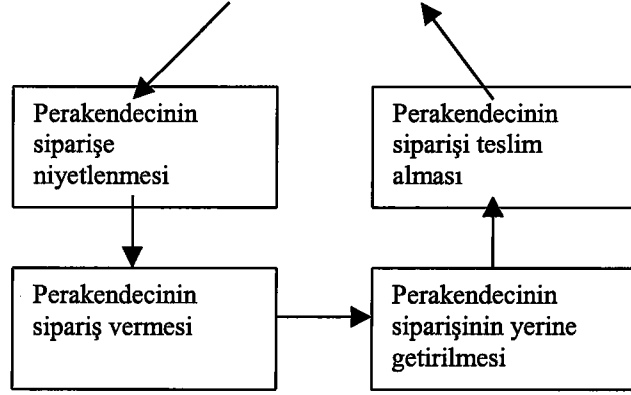 Perakendecinin
siparişe
niyetlenmesi
Perakendecinin
siparişi teslim
alması
Perakendecinin
sipariş vermesi
Perakendecinin
siparişinin yerine
getirilmesi